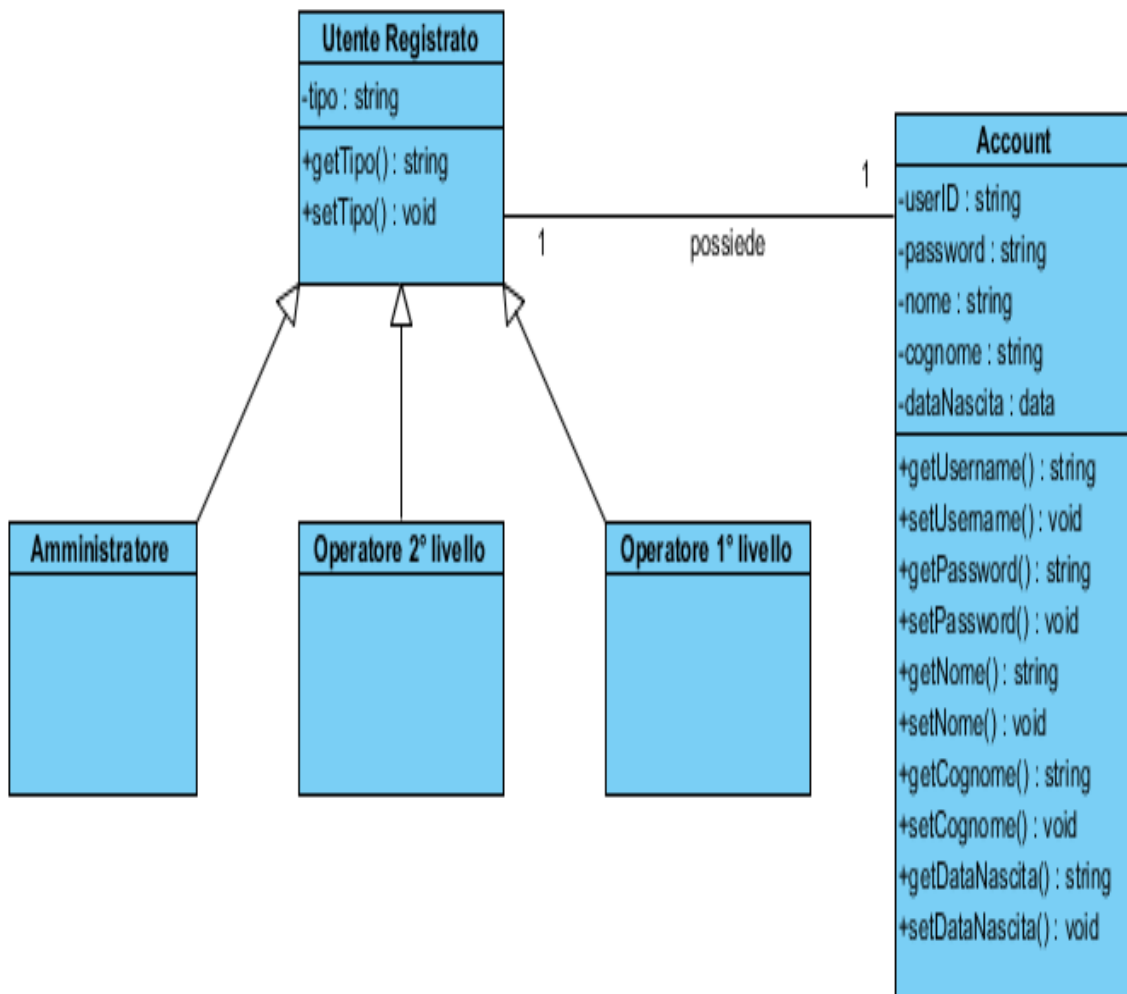 Utente Registrato
-tipo : string
+getTipo() : string
+setTipo() : void
1
possiede
1
Account
-userID : string
-password : string
-nome : string
-cognome : string
-dataNascita : data
+getUsername() : string
+setUsername() : void
+getPassword() : string
+setPassword() : void
+getNome() : string
+setNome() : void
+getCognome() : string
+setCognome() : void
+getDataNascita() : string
+setDataNascita() : void
Amministratore
Operatore 2° livello
Operatore 1° livello